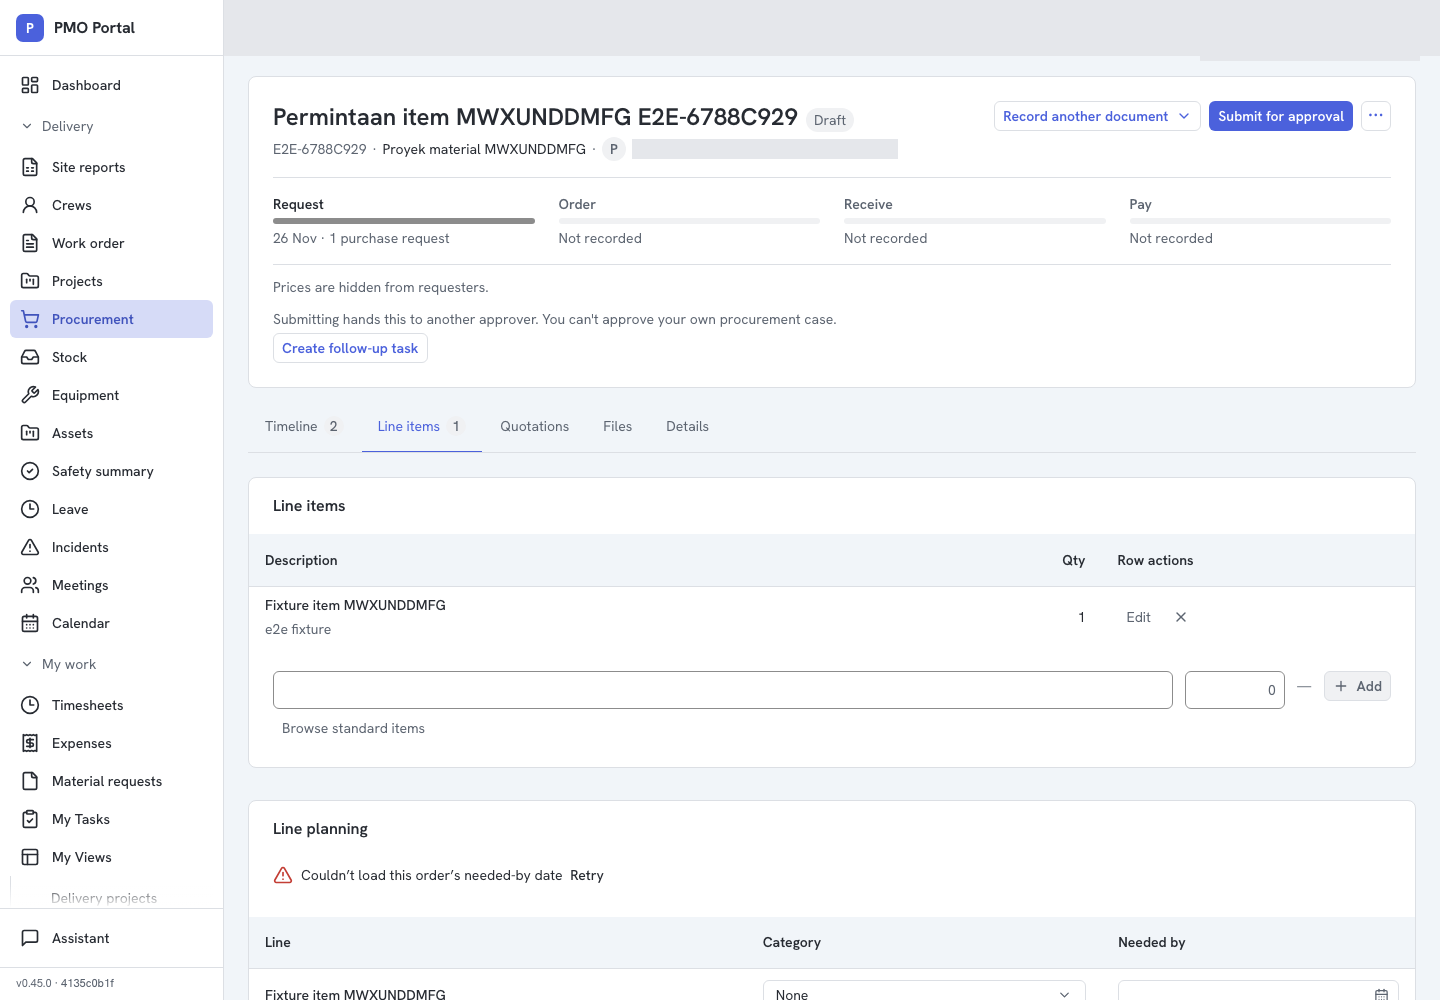 P PMO Portal
Dashboard
Delivery
Site reports
Crews
Work order
Projects
Procurement
Stock
Equipment
Assets
Safety summary
Leave
Incidents
Meetings
Calendar
My work
Timesheets
Expenses
Material requests
My Tasks
My Views
Delivery projects
Assistant
v0.45.0 · 4135c0b1f
Permintaan item MWXUNDDMFG E2E-6788C929 Draft
Record another document
Submit for approval
E2E-6788C929 · Proyek material MWXUNDDMFG · P
Request Order Receive Pay
26 Nov · 1 purchase request Not recorded Not recorded Not recorded
Prices are hidden from requesters.
Submitting hands this to another approver. You can't approve your own procurement case.
Create follow-up task
Timeline 2 Line items 1 Quotations Files Details
Line items
Description Qty Row actions
Fixture item MWXUNDDMFG
e2e fixture
1 Edit
0 — Add
Browse standard items
Line planning
Couldn’t load this order’s needed-by date Retry
Line Category Needed by
Fixture item MWXUNDDMFG None